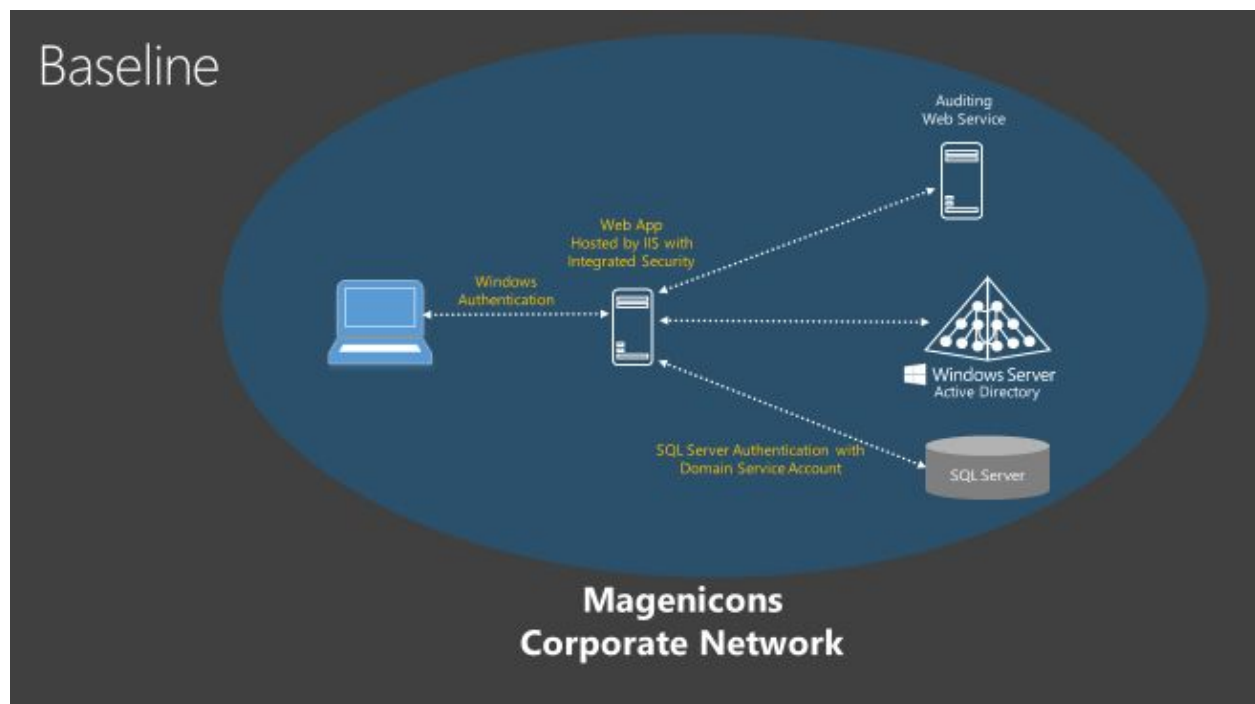 Baseline
Auditing
Web Service
Web App
Hosted by IIS with
Integrated Security
Windows
Authentication
Windows Server
Active Directory
SQL Server Authentication with
Domain Service Account
SQL Server
Magenicons
Corporate Network